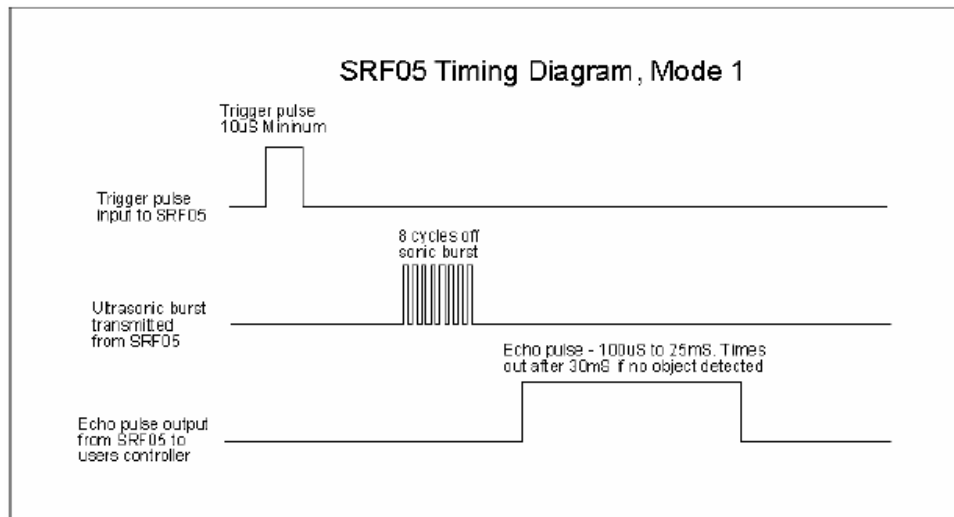 SRF05 Timing Diagram, Mode 1
Trigger pulse
10uS Mininum
Trigger pulse
input to SRF05
8 cycles off
sonic burst
Ultrasonic burst
transmitted
from SRF05
Echo pulse - 100uS to 25mS. Times
out after 30mS if no object detected
Echo pulse output
from SRF05 to
users controller